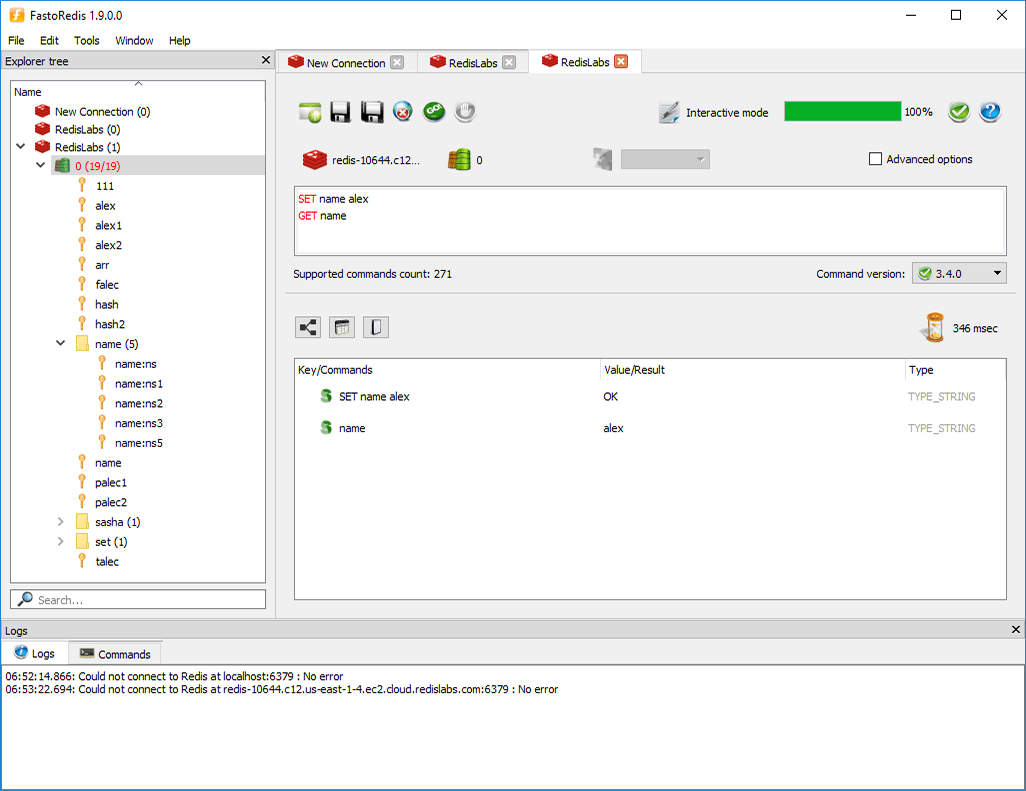 FastoRedis 1.9.0.0
File Edit Tools Window Help
Explorer tree
Name
New Connection (0)
RedisLabs (0)
RedisLabs (1)
0 (19/19)
111
alex
alex1
alex2
arr
falec
hash
hash2
name (5)
name:ns
name:ns1
name:ns2
name:ns3
name:ns5
name
palec1
palec2
sasha (1)
set (1)
talec
Search...
New Connection RedisLabs RedisLabs
GO! Interactive mode 100%
redis-10644.c12... 0 Advanced options
SET name alex
GET name
Supported commands count: 271 Command version: 3.4.0
346 msec
Key/Commands Value/Result Type
SET name alex OK TYPE_STRING
name alex TYPE_STRING
Logs
Logs Commands
06:52:14.866: Could not connect to Redis at localhost:6379 : No error
06:53:22.694: Could not connect to Redis at redis-10644.c12.us-east-1-4.ec2.cloud.redislabs.com:6379 : No error